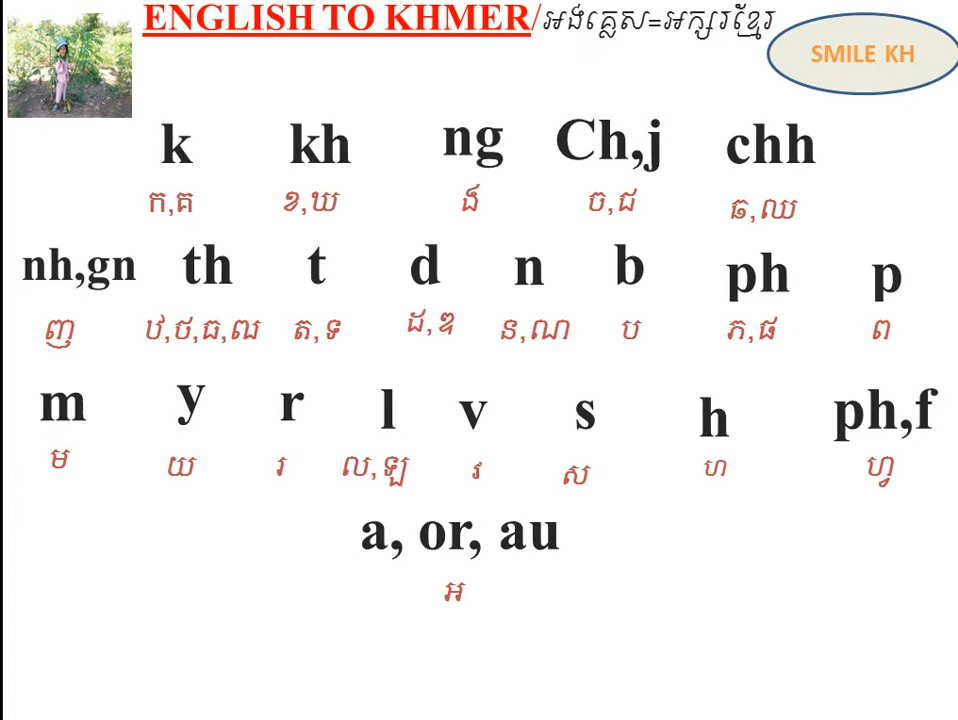 ENGLISH TO KHMER/អង់គ្លេស=អក្សរខ្មែរ
SMILE KH
k kh ng Ch,j chh
ក,គ ខ,ឃ ង ច,ជ ឆ,ឈ
nh,gn th t d n b ph p
ញ ឋ,ថ,ធ,ឍ ត,ទ ដ,ឌ ន,ណ ប ភ,ផ ព
m y r l v s h ph,f
ម យ រ ល,ឡ វ ស ហ ហ្វ
a, or, au
អ